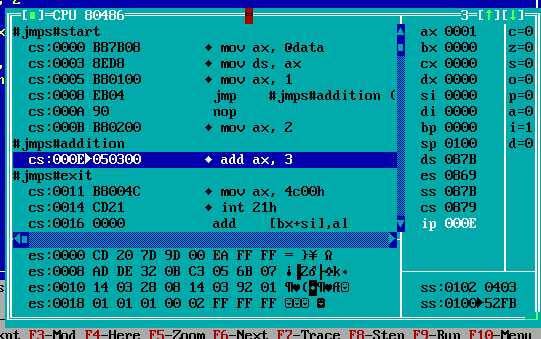 [■]=CPU 80486 3=[↑][↓]
#jmps#start
cs:0000 B87B08 ♦ mov ax, @data
cs:0003 8ED8 ♦ mov ds, ax
cs:0005 B80100 ♦ mov ax, 1
cs:0008 EB04 jmp #jmps#addition (
cs:000A 90 nop
cs:000B B80200 ♦ mov ax, 2
#jmps#addition
cs:000E▶050300 ♦ add ax, 3
#jmps#exit
cs:0011 B8004C ♦ mov ax, 4c00h
cs:0014 CD21 ♦ int 21h
cs:0016 0000 add [bx+si],al
ax 0001 c=0
bx 0000 z=0
cx 0000 s=0
dx 0000 o=0
si 0000 p=0
di 0000 a=0
bp 0000 i=1
sp 0100 d=0
ds 087B
es 0869
ss 087B
cs 0879
ip 000E
es:0000 CD 20 7D 9D 00 EA FF FF = }¥ Ω
es:0008 AD DE 32 0B C3 05 6B 07
es:0010 14 03 28 08 14 03 92 01
es:0018 01 01 01 00 02 FF FF FF
ss:0102 0403
ss:0100▶52FB
F3-Mod F4-Here F5-Zoom F6-Next F7-Trace F8-Step F9-Run F10-Menu